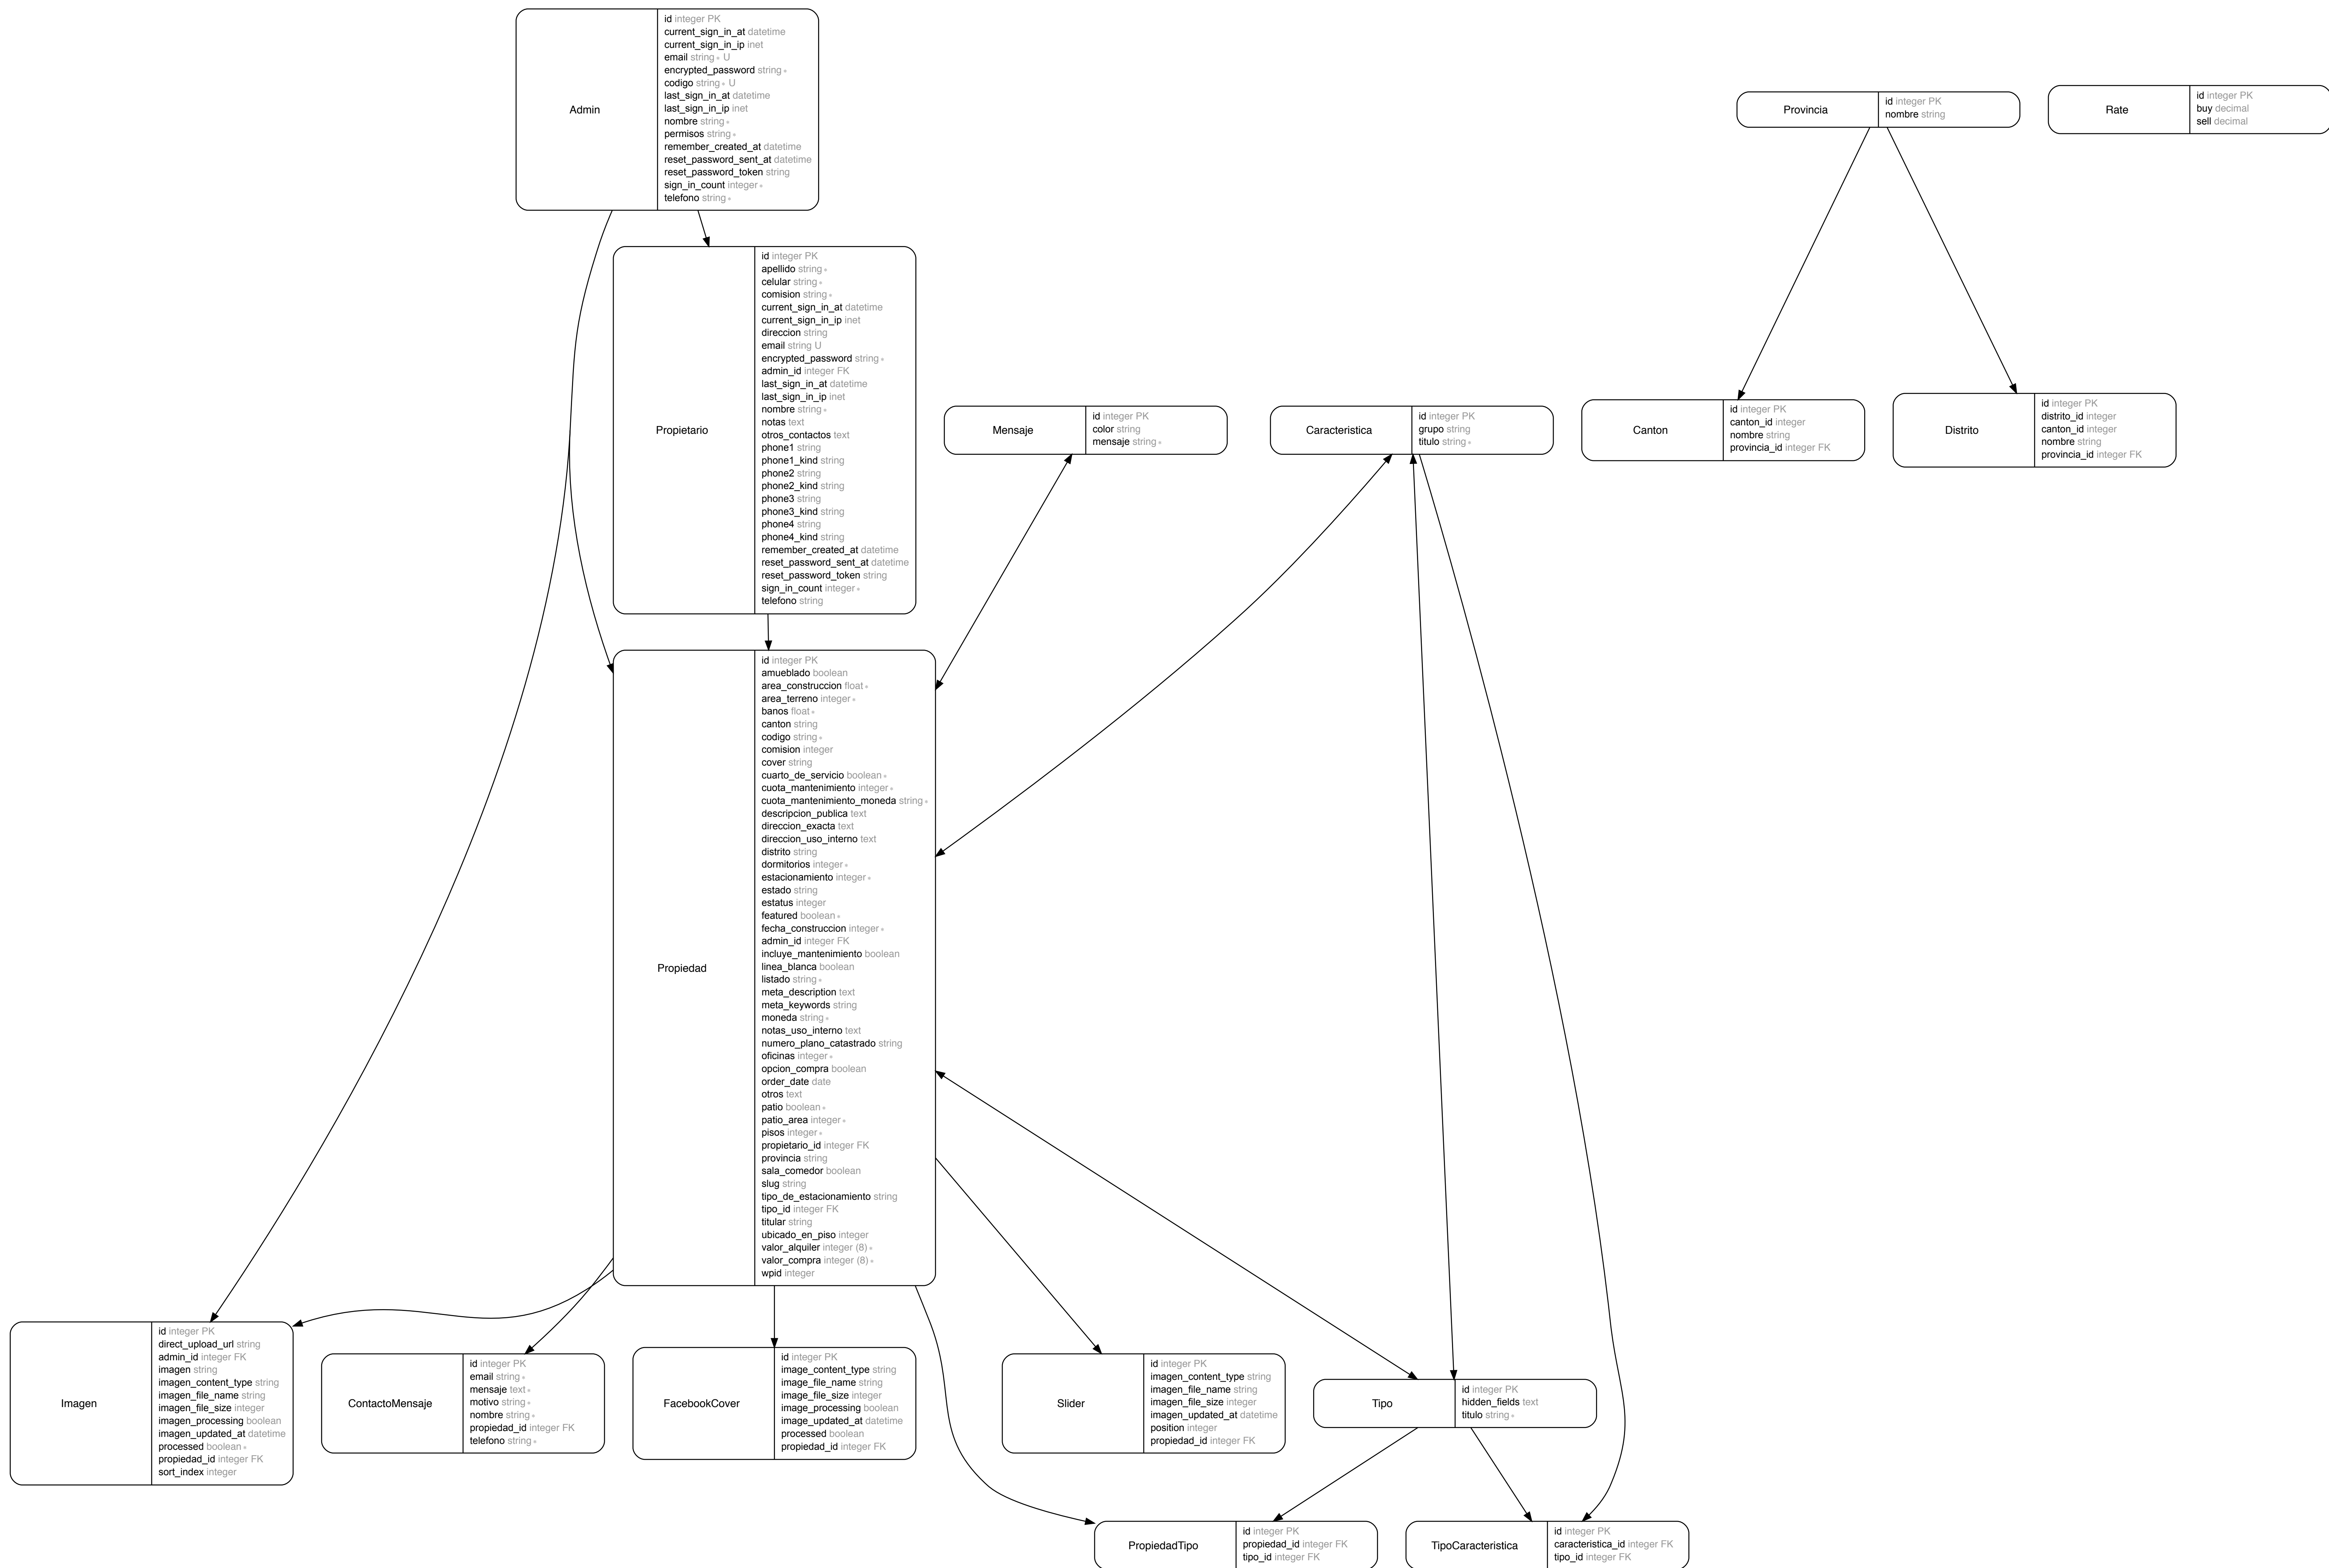 Admin
id integer PK
current_sign_in_at datetime
current_sign_in_ip inet
email string * U
encrypted_password string *
codigo string * U
last_sign_in_at datetime
last_sign_in_ip inet
nombre string *
permisos string *
remember_created_at datetime
reset_password_sent_at datetime
reset_password_token string
sign_in_count integer *
telefono string *
Provincia
id integer PK
nombre string
Rate
id integer PK
buy decimal
sell decimal
Propietario
id integer PK
apellido string *
celular string *
comision string *
current_sign_in_at datetime
current_sign_in_ip inet
direccion string
email string U
encrypted_password string *
admin_id integer FK
last_sign_in_at datetime
last_sign_in_ip inet
nombre string *
notas text
otros_contactos text
phone1 string
phone1_kind string
phone2 string
phone2_kind string
phone3 string
phone3_kind string
phone4 string
phone4_kind string
remember_created_at datetime
reset_password_sent_at datetime
reset_password_token string
sign_in_count integer *
telefono string
Mensaje
id integer PK
color string
mensaje string *
Caracteristica
id integer PK
grupo string
titulo string *
Canton
id integer PK
canton_id integer
nombre string
provincia_id integer FK
Distrito
id integer PK
distrito_id integer
canton_id integer
nombre string
provincia_id integer FK
Propiedad
id integer PK
amueblado boolean
area_construccion float *
area_terreno integer *
banos float *
canton string
codigo string *
comision integer
cover string
cuarto_de_servicio boolean *
cuota_mantenimiento integer *
cuota_mantenimiento_moneda string *
descripcion_publica text
direccion_exacta text
direccion_uso_interno text
distrito string
dormitorios integer *
estacionamiento integer *
estado string
estatus integer
featured boolean *
fecha_construccion integer *
admin_id integer FK
incluye_mantenimiento boolean
linea_blanca boolean
listado string *
meta_description text
meta_keywords string
moneda string *
notas_uso_interno text
numero_plano_catastrado string
oficinas integer *
opcion_compra boolean
order_date date
otros text
patio boolean *
patio_area integer *
pisos integer *
propietario_id integer FK
provincia string
sala_comedor boolean
slug string
tipo_de_estacionamiento string
tipo_id integer FK
titular string
ubicado_en_piso integer
valor_alquiler integer (8) *
valor_compra integer (8) *
wpid integer
Imagen
id integer PK
direct_upload_url string
admin_id integer FK
imagen string
imagen_content_type string
imagen_file_name string
imagen_file_size integer
imagen_processing boolean
imagen_updated_at datetime
processed boolean *
propiedad_id integer FK
sort_index integer
ContactoMensaje
id integer PK
email string *
mensaje text *
motivo string *
nombre string *
propiedad_id integer FK
telefono string *
FacebookCover
id integer PK
image_content_type string
image_file_name string
image_file_size integer
image_processing boolean
image_updated_at datetime
processed boolean
propiedad_id integer FK
Slider
id integer PK
imagen_content_type string
imagen_file_name string
imagen_file_size integer
imagen_updated_at datetime
position integer
propiedad_id integer FK
Tipo
id integer PK
hidden_fields text
titulo string *
PropiedadTipo
id integer PK
propiedad_id integer FK
tipo_id integer FK
TipoCaracteristica
id integer PK
caracteristica_id integer FK
tipo_id integer FK